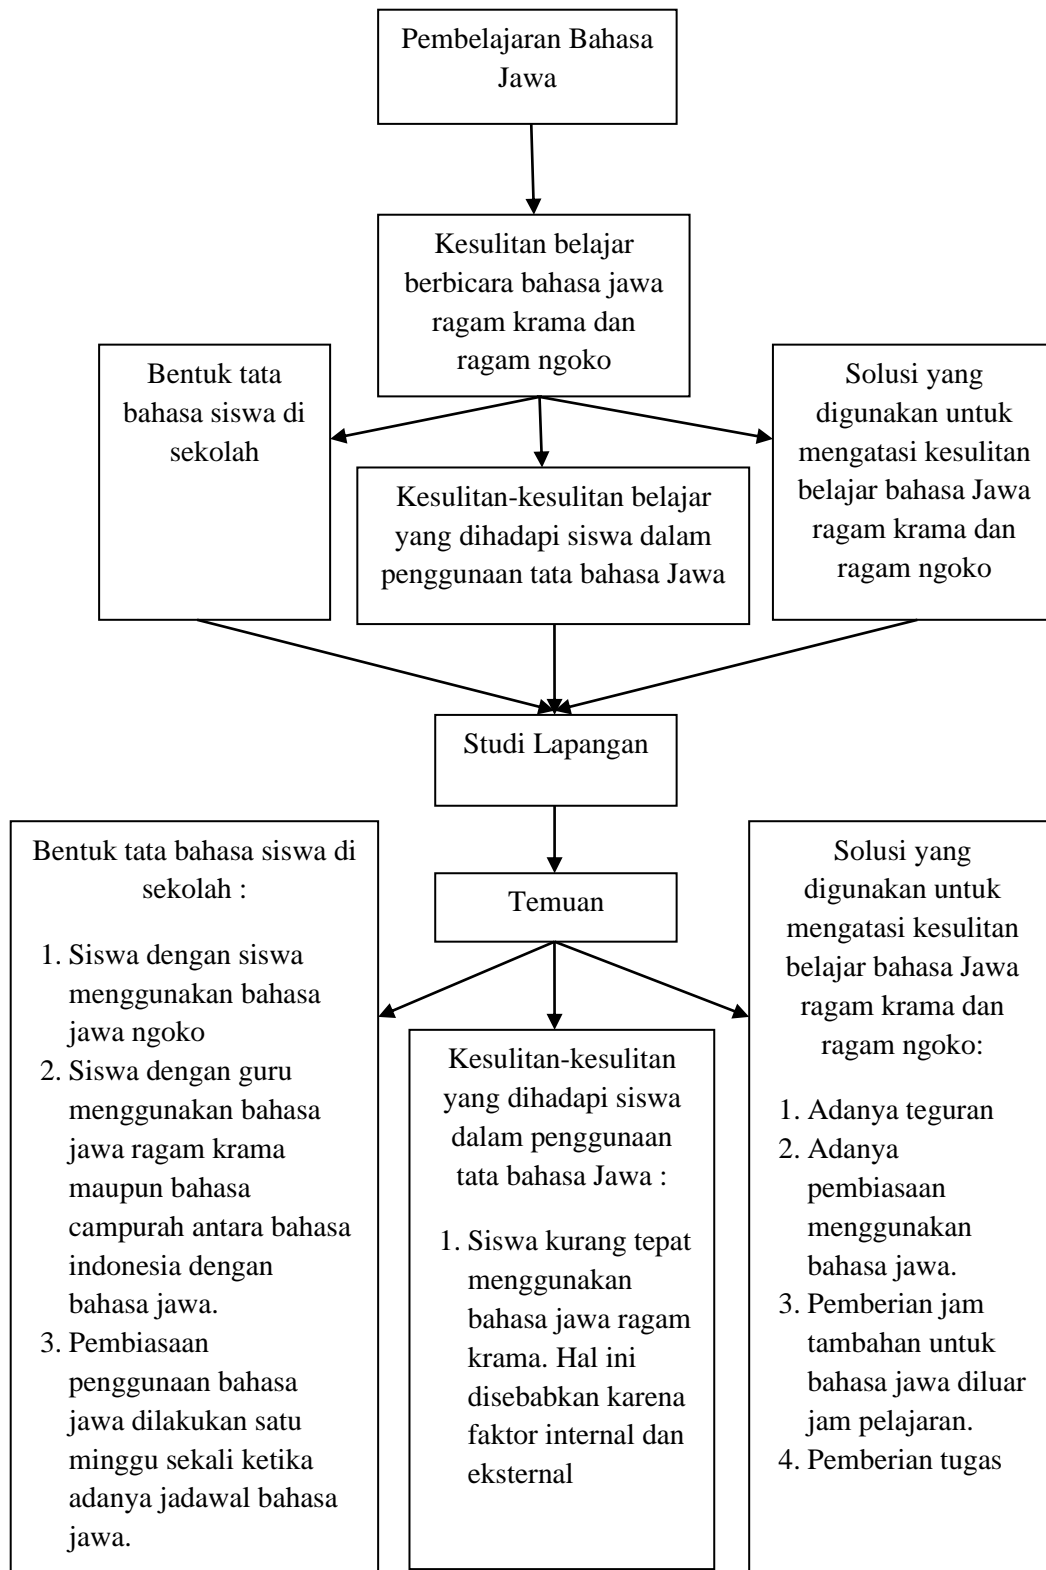 Pembelajaran Bahasa
Jawa
Kesulitan belajar
berbicara bahasa jawa
ragam krama dan
ragam ngoko
Bentuk tata
bahasa siswa di
sekolah
Kesulitan-kesulitan belajar
yang dihadapi siswa dalam
penggunaan tata bahasa Jawa
Solusi yang
digunakan untuk
mengatasi kesulitan
belajar bahasa Jawa
ragam krama dan
ragam ngoko
Studi Lapangan
Temuan
Bentuk tata bahasa siswa di
sekolah :
1. Siswa dengan siswa
menggunakan bahasa
jawa ngoko
2. Siswa dengan guru
menggunakan bahasa
jawa ragam krama
maupun bahasa
campurah antara bahasa
indonesia dengan
bahasa jawa.
3. Pembiasaan
penggunaan bahasa
jawa dilakukan satu
minggu sekali ketika
adanya jadawal bahasa
jawa.
Kesulitan-kesulitan
yang dihadapi siswa
dalam penggunaan
tata bahasa Jawa :
1. Siswa kurang tepat
menggunakan
bahasa jawa ragam
krama. Hal ini
disebabkan karena
faktor internal dan
eksternal
Solusi yang
digunakan untuk
mengatasi kesulitan
belajar bahasa Jawa
ragam krama dan
ragam ngoko:
1. Adanya teguran
2. Adanya
pembiasaan
menggunakan
bahasa jawa.
3. Pemberian jam
tambahan untuk
bahasa jawa diluar
jam pelajaran.
4. Pemberian tugas